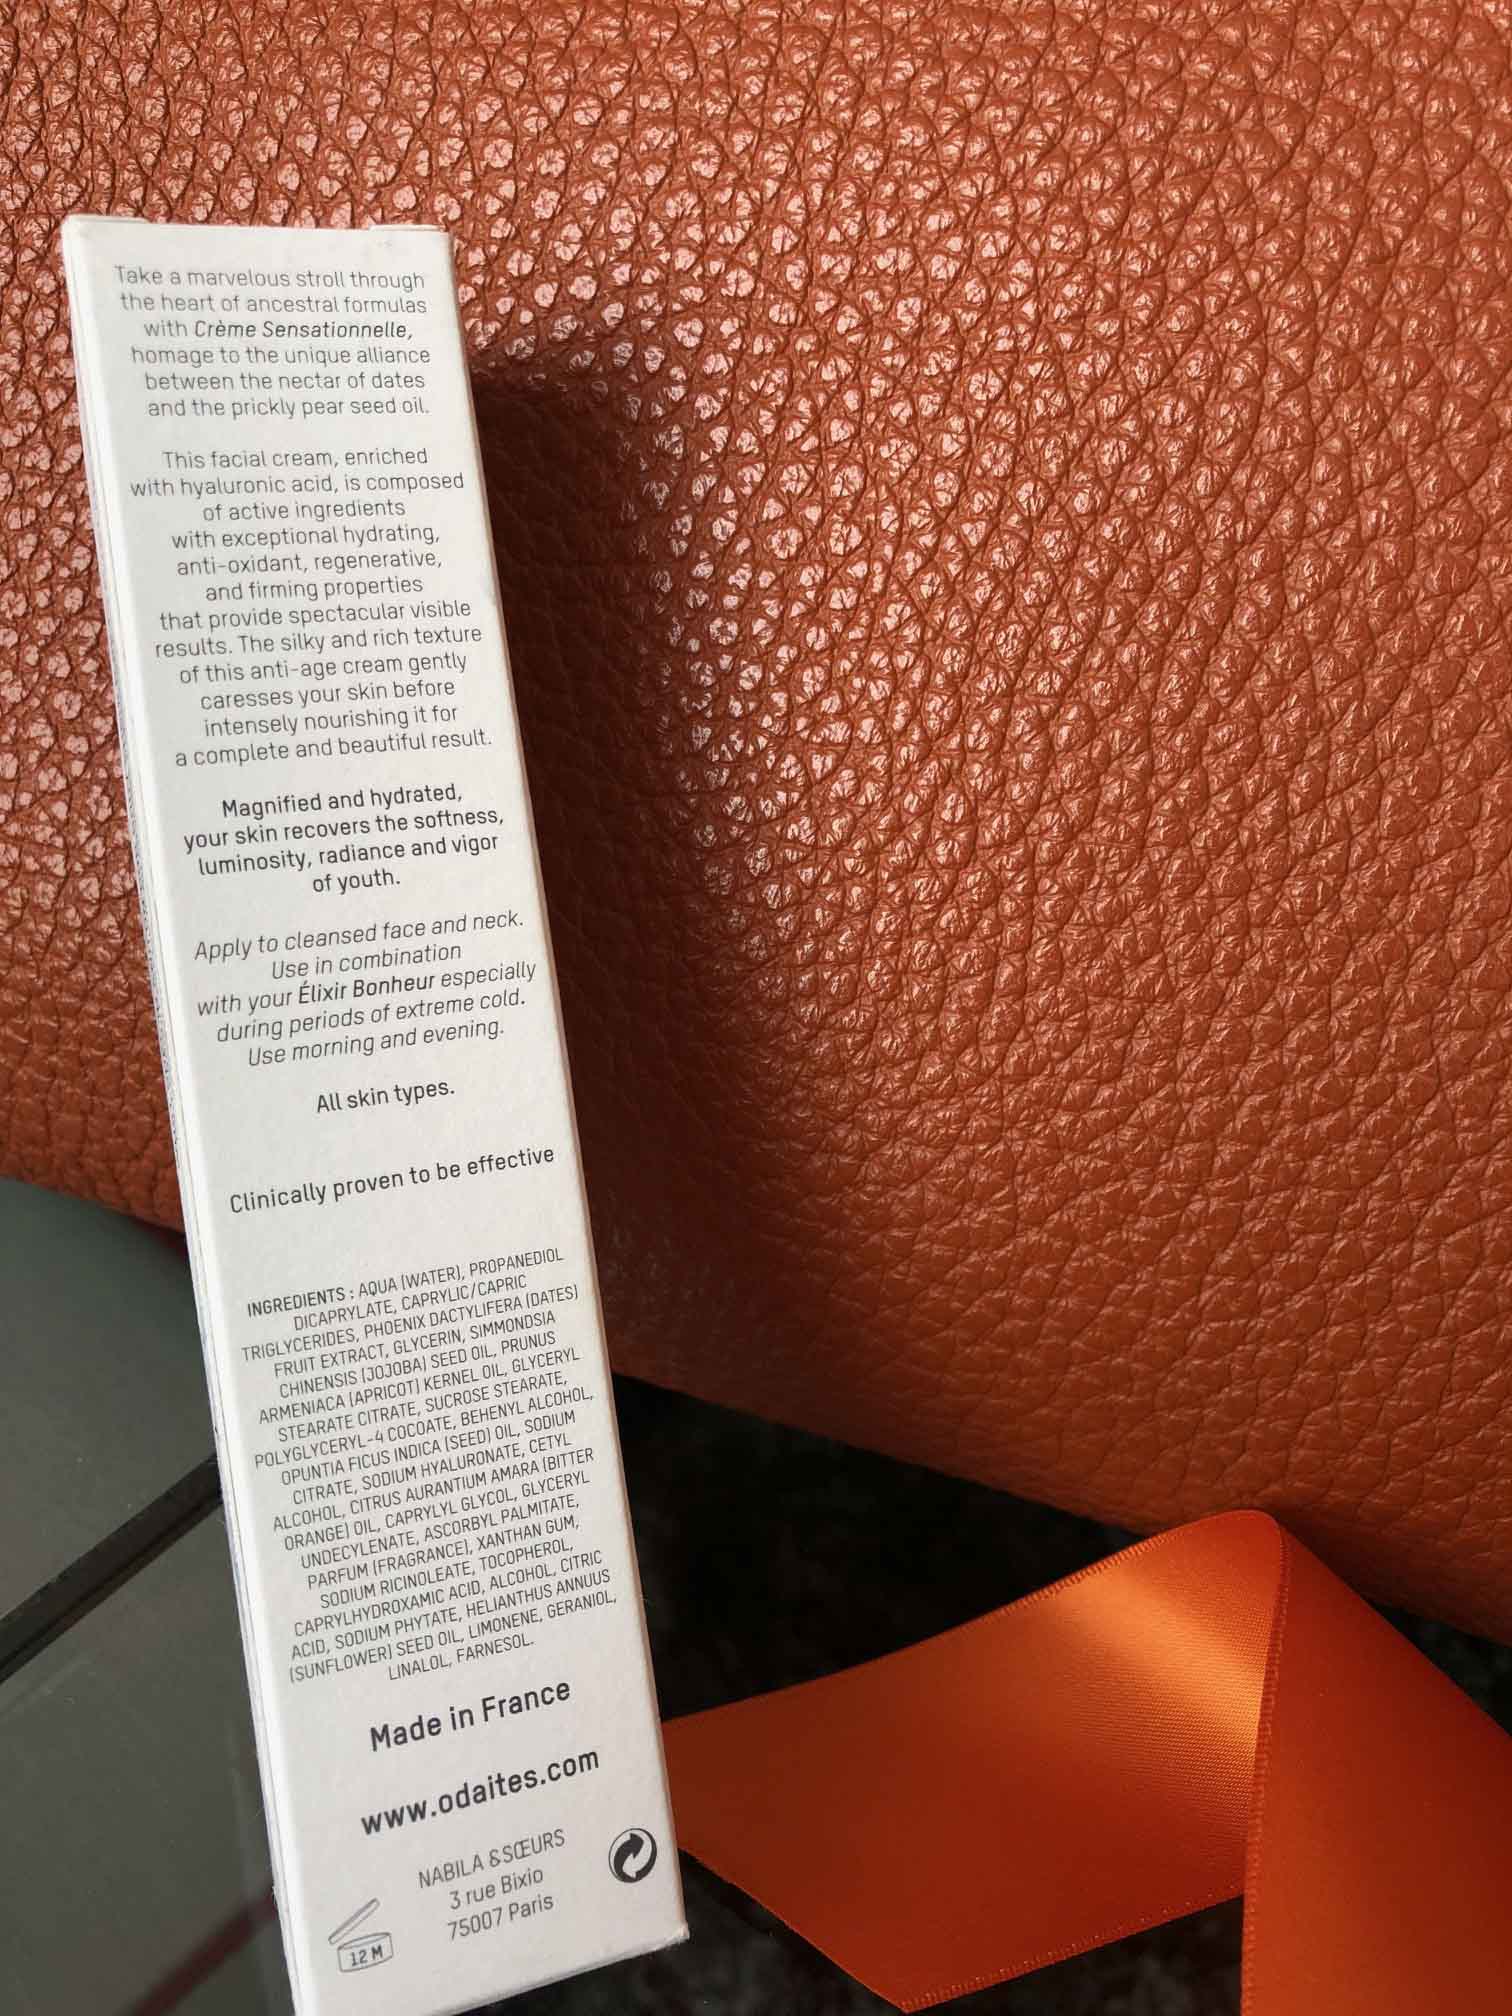 Take a marvelous stroll through
the heart of ancestral formulas
with Crème Sensationnelle,
homage to the unique alliance
between the nectar of dates
and the prickly pear seed oil.
This facial cream, enriched
with hyaluronic acid, is composed
of active ingredients
with exceptional hydrating,
anti-oxidant, regenerative,
and firming properties
that provide spectacular visible
results. The silky and rich texture
of this anti-age cream gently
caresses your skin before
intensely nourishing it for
a complete and beautiful result.
Magnified and hydrated,
your skin recovers the softness,
luminosity, radiance and vigor
of youth.
Apply to cleansed face and neck.
Use in combination
with your Élixir Bonheur especially
during periods of extreme cold.
Use morning and evening.
All skin types.
Clinically proven to be effective
INGREDIENTS : AQUA (WATER), PROPANEDIOL
DICAPRYLATE, CAPRYLIC/CAPRIC
TRIGLYCERIDES, PHOENIX DACTYLIFERA (DATES)
FRUIT EXTRACT, GLYCERIN, SIMMONDSIA
CHINENSIS (JOJOBA) SEED OIL, PRUNUS
ARMENIACA (APRICOT) KERNEL OIL, GLYCERYL
STEARATE CITRATE, SUCROSE STEARATE,
POLYGLYCERYL-4 COCOATE, BEHENYL ALCOHOL,
OPUNTIA FICUS INDICA (SEED) OIL, SODIUM
CITRATE, SODIUM HYALURONATE, CETYL
ALCOHOL, CITRUS AURANTIUM AMARA (BITTER
ORANGE) OIL, CAPRYLYL GLYCOL, GLYCERYL
UNDECYLENATE, ASCORBYL PALMITATE,
PARFUM (FRAGRANCE), XANTHAN GUM,
SODIUM RICINOLEATE, TOCOPHEROL,
CAPRYLHYDROXAMIC ACID, ALCOHOL, CITRIC
ACID, SODIUM PHYTATE, HELIANTHUS ANNUUS
(SUNFLOWER) SEED OIL, LIMONENE, GERANIOL,
LINALOL, FARNESOL.
Made in France
www.odaites.com
NABILA & SŒURS
3 rue Bixio
75007 Paris
12 M